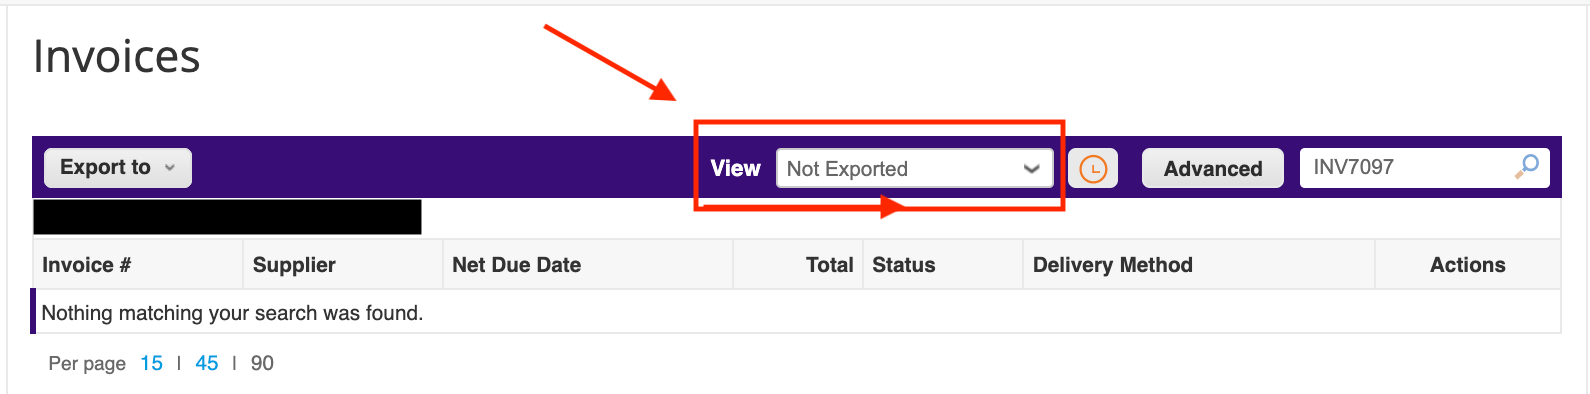 Invoices
Export to View Not Exported Advanced INV7097
Invoice # Supplier Net Due Date Total Status Delivery Method Actions
Nothing matching your search was found.
Per page 15 | 45 | 90